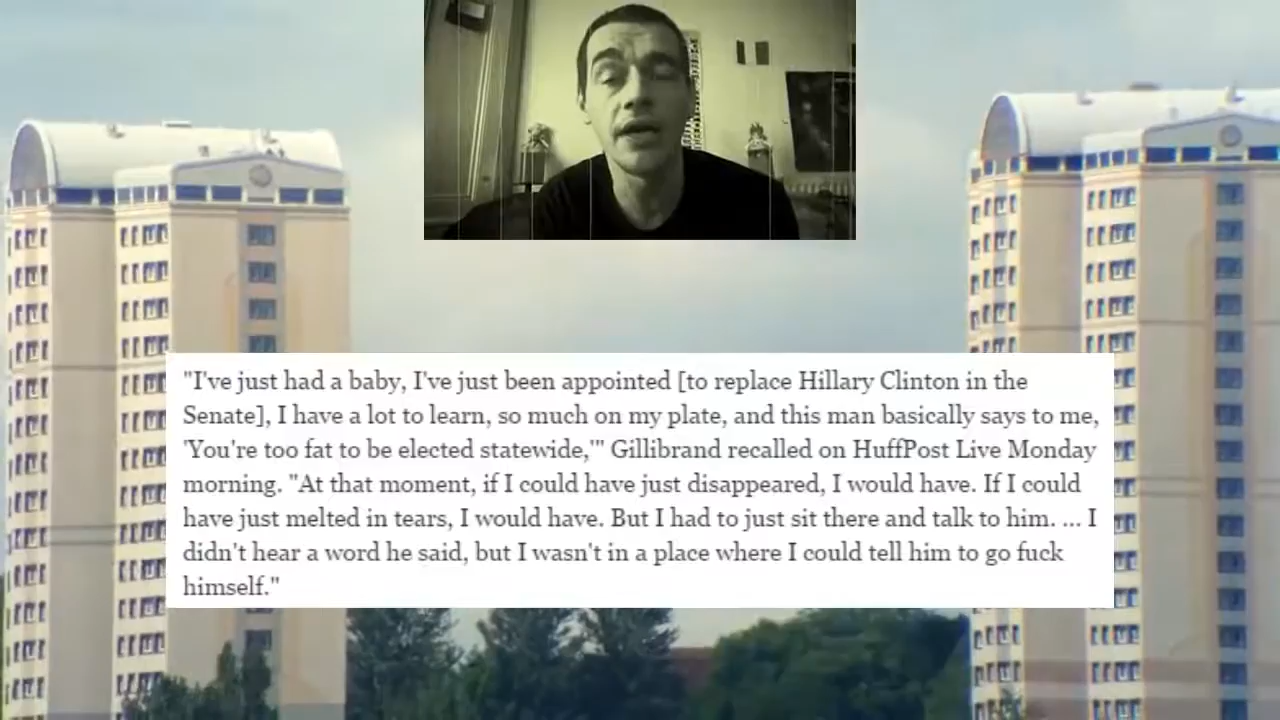 "I've just had a baby, I've just been appointed [to replace Hillary Clinton in the
Senate], I have a lot to learn, so much on my plate, and this man basically says to me,
'You're too fat to be elected statewide,'" Gillibrand recalled on HuffPost Live Monday
morning. "At that moment, if I could have just disappeared, I would have. If I could
have just melted in tears, I would have. But I had to just sit there and talk to him. ... I
didn't hear a word he said, but I wasn't in a place where I could tell him to go fuck
himself."